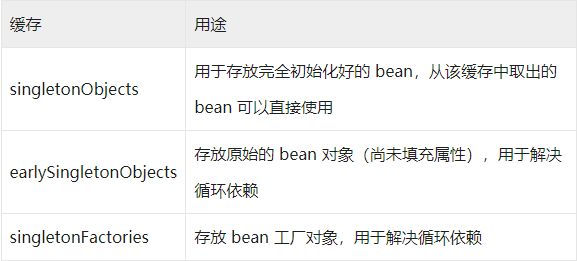 缓存 用途
singletonObjects 用于存放完全初始化好的 bean，从该缓存中取出的
bean 可以直接使用
earlySingletonObjects 存放原始的 bean 对象（尚未填充属性），用于解决
循环依赖
singletonFactories 存放 bean 工厂对象，用于解决循环依赖